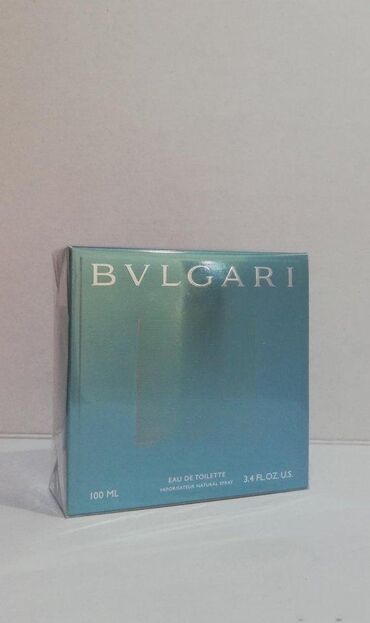 BVLGARI
EAU DE TOILETTE
VAPORISATEUR NATURAL SPRAY
100 ML
3.4 FL.OZ. U.S.